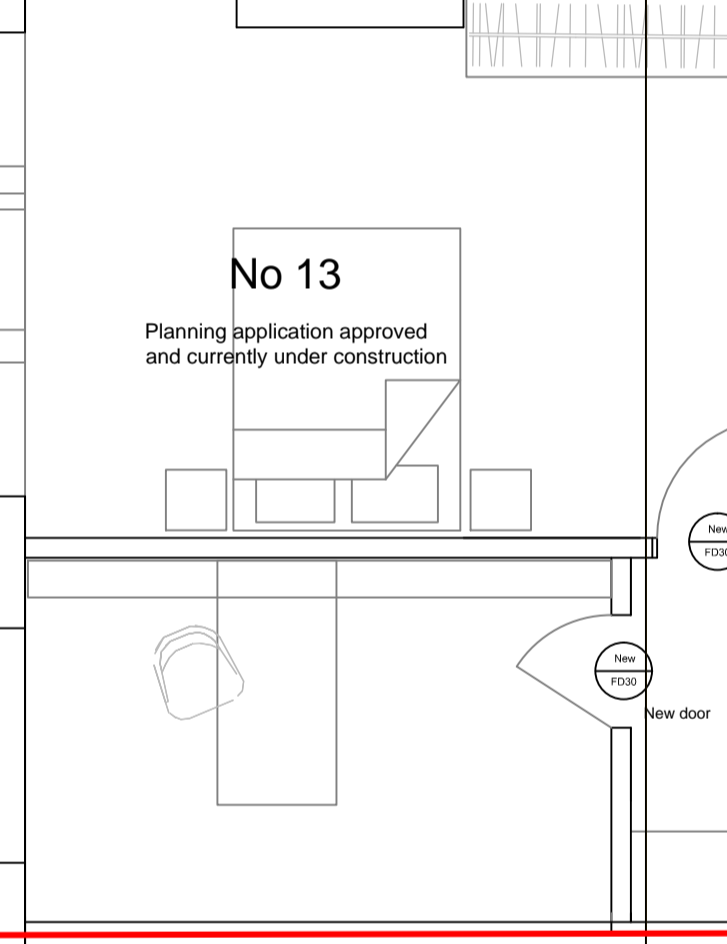 No 13
Planning application approved
and currently under construction
New
FD30
New
FD30
New door